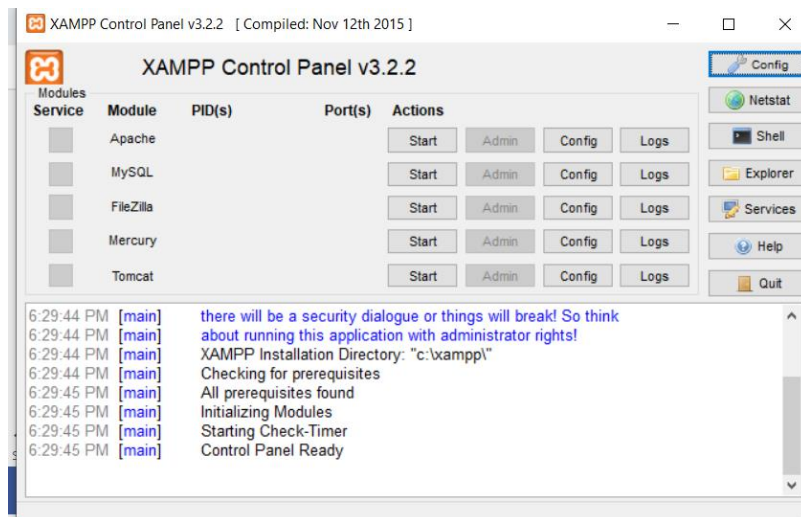 XAMPP Control Panel v3.2.2 [ Compiled: Nov 12th 2015 ]
XAMPP Control Panel v3.2.2
Config
Modules
Service Module PID(s) Port(s) Actions
Netstat
Apache Start Admin Config Logs
Shell
MySQL Start Admin Config Logs
Explorer
FileZilla Start Admin Config Logs
Services
Mercury Start Admin Config Logs
Help
Tomcat Start Admin Config Logs
Quit
6:29:44 PM [main] there will be a security dialogue or things will break! So think
6:29:44 PM [main] about running this application with administrator rights!
6:29:44 PM [main] XAMPP Installation Directory: "c:\xampp\"
6:29:44 PM [main] Checking for prerequisites
6:29:45 PM [main] All prerequisites found
6:29:45 PM [main] Initializing Modules
6:29:45 PM [main] Starting Check-Timer
6:29:45 PM [main] Control Panel Ready